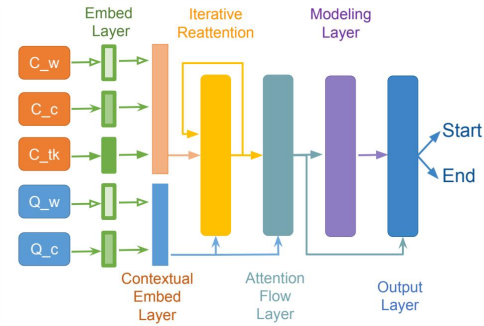 Embed
Layer
Iterative
Reattention
Modeling
Layer
C_w
C_c
C_tk
Q_w
Q_c
Start
End
Contextual
Embed
Layer
Attention
Flow
Layer
Output
Layer